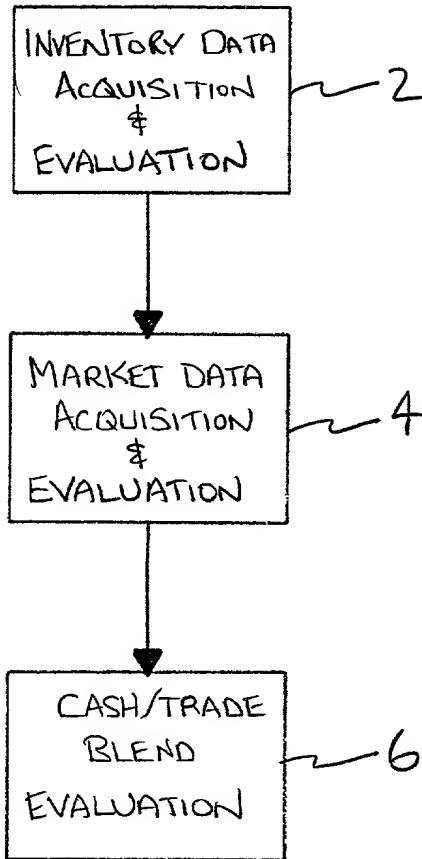 INVENTORY DATA
ACQUISITION
&
EVALUATION
2
MARKET DATA
ACQUISITION
&
EVALUATION
4
CASH/TRADE
BLEND
EVALUATION
6